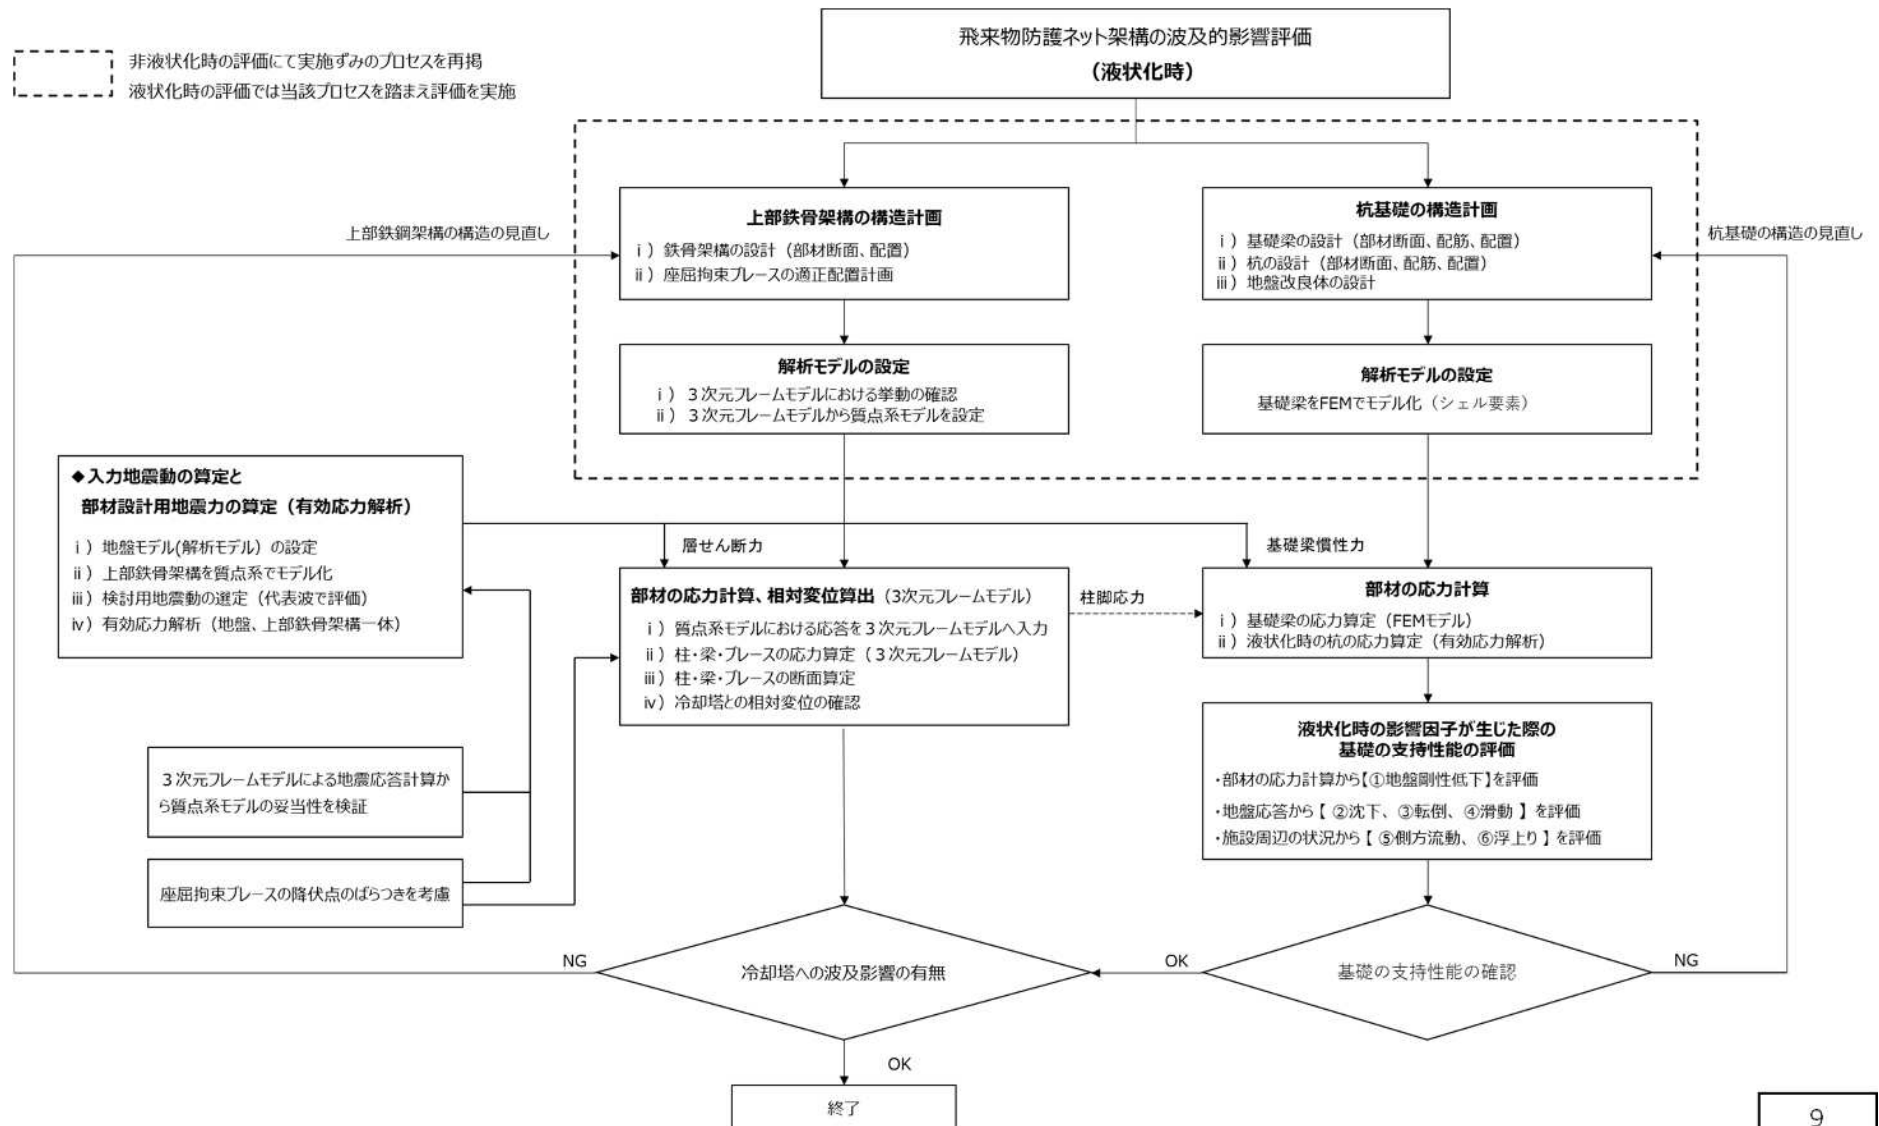 飛来物防護ネット架構の波及的影響評価
（液状化時）
非液状化時の評価にて実施ずみのプロセスを再掲
液状化時の評価では当該プロセスを踏まえ評価を実施
上部鉄鋼架構の構造の見直し
上部鉄骨架構の構造計画
ⅰ）鉄骨架構の設計（部材断面、配置）
ⅱ）座屈拘束ブレースの適正配置計画
杭基礎の構造計画
ⅰ）基礎梁の設計（部材断面、配筋、配置）
ⅱ）杭の設計（部材断面、配筋、配置）
ⅲ）地盤改良体の設計
杭基礎の構造の見直し
解析モデルの設定
ⅰ）３次元フレームモデルにおける挙動の確認
ⅱ）３次元フレームモデルから質点系モデルを設定
解析モデルの設定
基礎梁をFEMでモデル化（シェル要素）
◆入力地震動の算定と
部材設計用地震力の算定（有効応力解析）
ⅰ）地盤モデル(解析モデル）の設定
ⅱ）上部鉄骨架構を質点系でモデル化
ⅲ）検討用地震動の選定（代表波で評価）
ⅳ）有効応力解析（地盤、上部鉄骨架構一体）
層せん断力
基礎梁慣性力
部材の応力計算、相対変位算出（3次元フレームモデル）
ⅰ）質点系モデルにおける応答を３次元フレームモデルへ入力
ⅱ）柱・梁・ブレースの応力算定（３次元フレームモデル）
ⅲ）柱・梁・ブレースの断面算定
ⅳ）冷却塔との相対変位の確認
柱脚応力
部材の応力計算
ⅰ）基礎梁の応力算定（FEMモデル）
ⅱ）液状化時の杭の応力算定（有効応力解析）
液状化時の影響因子が生じた際の
基礎の支持性能の評価
・部材の応力計算から【①地盤剛性低下】を評価
・地盤応答から【 ②沈下、③転倒、④滑動 】を評価
・施設周辺の状況から【 ⑤側方流動、⑥浮上り 】を評価
３次元フレームモデルによる地震応答計算か
ら質点系モデルの妥当性を検証
座屈拘束ブレースの降伏点のばらつきを考慮
NG
冷却塔への波及影響の有無
OK
基礎の支持性能の確認
NG
OK
終了
9